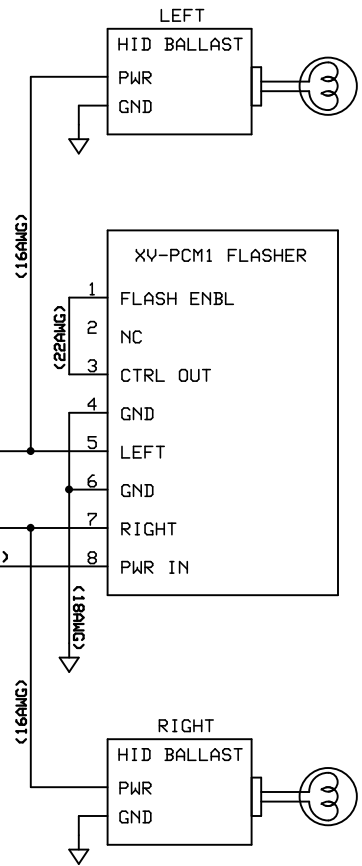 LEFT
HID BALLAST
PWR
GND
(16AWG)
XV-PCM1 FLASHER
1 FLASH ENBL
2 NC
(22AWG)
3 CTRL OUT
4 GND
5 LEFT
6 GND
7 RIGHT
)
8 PWR IN
(18AWG)
(16AWG)
RIGHT
HID BALLAST
PWR
GND